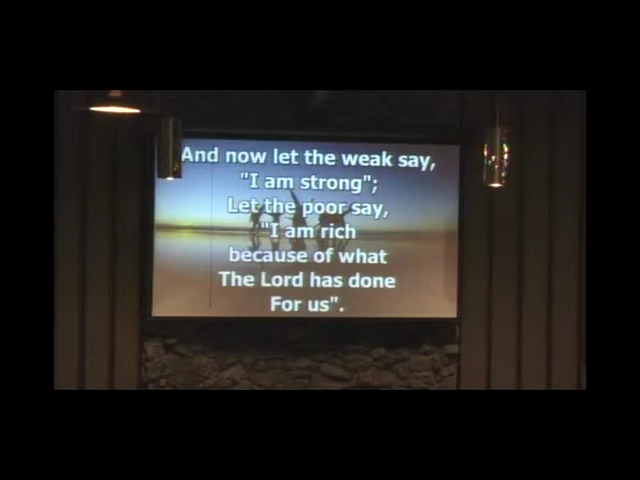 And now let the weak say,
"I am strong";
Let the poor say,
"I am rich
because of what
The Lord has done
For us".